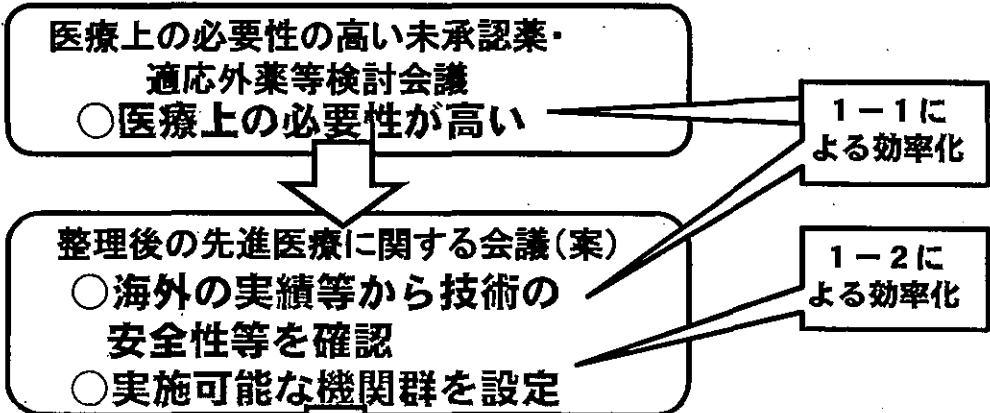 医療上の必要性の高い未承認薬・
適応外薬等検討会議
○医療上の必要性が高い
1－1に
よる効率化
整理後の先進医療に関する会議(案)
○海外の実績等から技術の
安全性等を確認
○実施可能な機関群を設定
1－2に
よる効率化